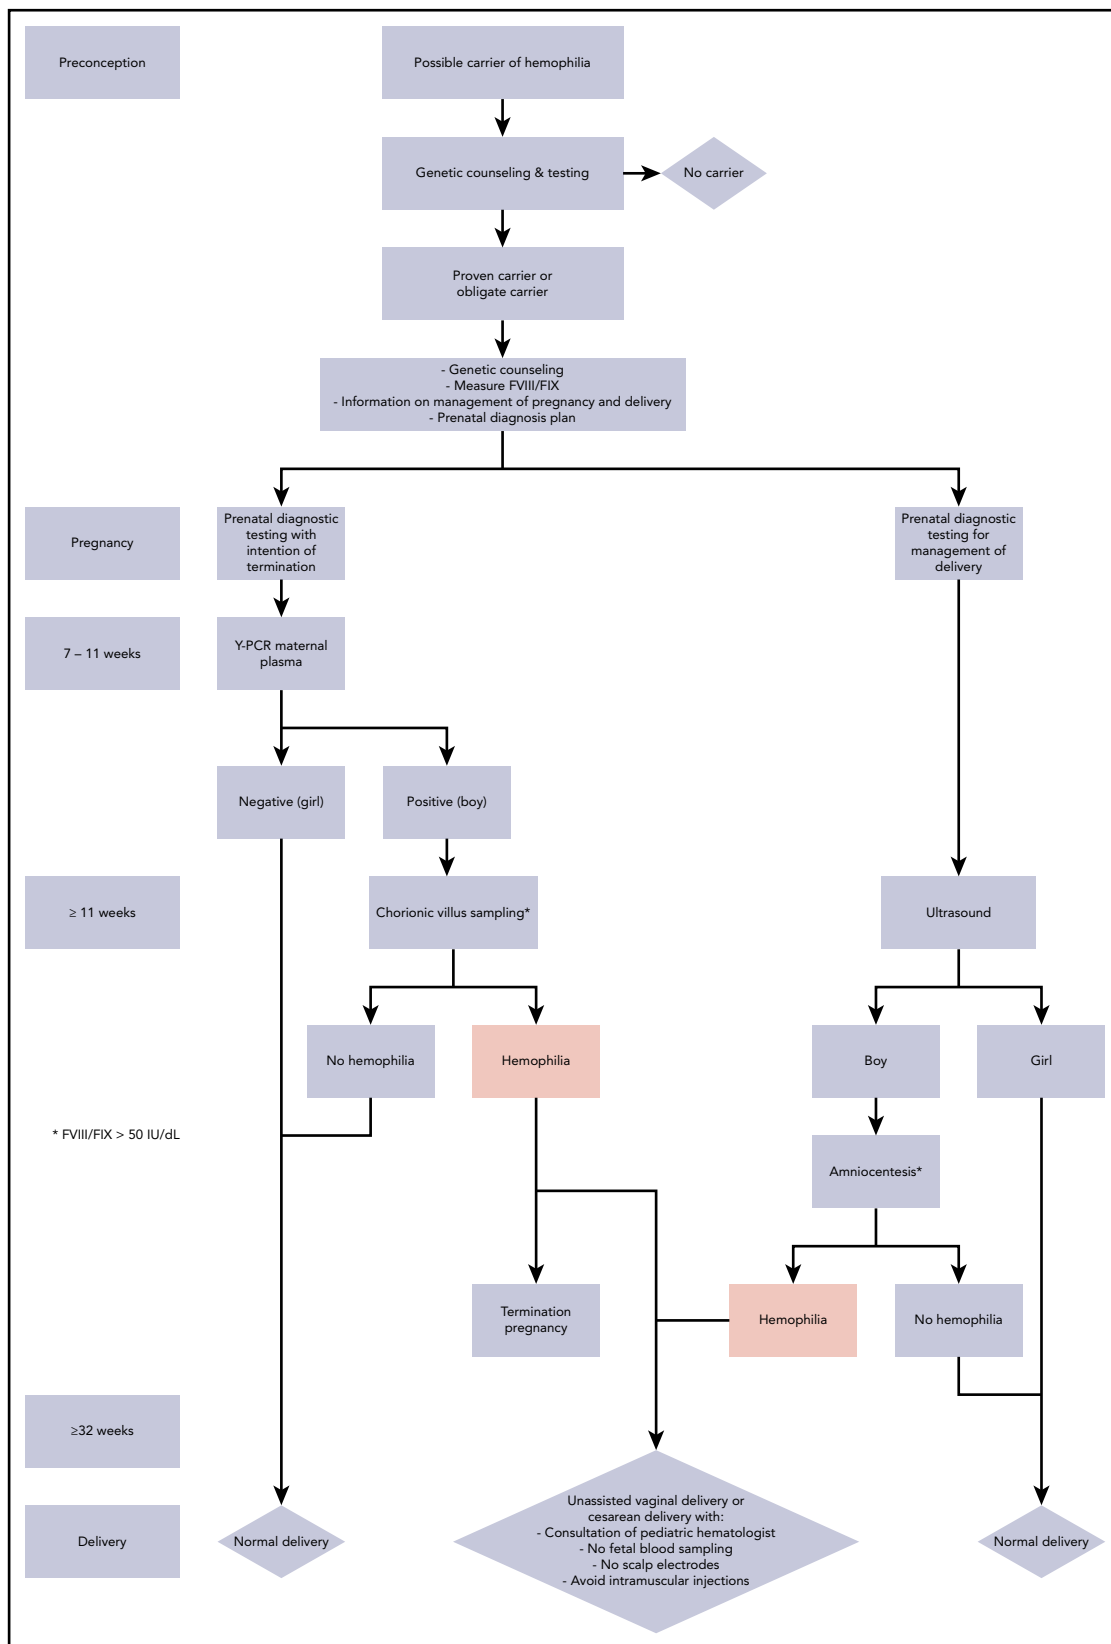 Preconception
Possible carrier of hemophilia
Genetic counseling & testing
No carrier
Proven carrier or
obligate carrier
- Genetic counseling
- Measure FVIII/FIX
- Information on management of pregnancy and delivery
- Prenatal diagnosis plan
Pregnancy
Prenatal diagnostic
testing with
intention of
termination
Prenatal diagnostic
testing for
management of
delivery
7 – 11 weeks
Y-PCR maternal
plasma
Negative (girl)
Positive (boy)
≥ 11 weeks
Chorionic villus sampling*
Ultrasound
No hemophilia
Hemophilia
Boy
Girl
* FVIII/FIX > 50 IU/dL
Amniocentesis*
Termination
pregnancy
Hemophilia
No hemophilia
≥32 weeks
Delivery
Normal delivery
Unassisted vaginal delivery or
cesarean delivery with:
- Consultation of pediatric hematologist
- No fetal blood sampling
- No scalp electrodes
- Avoid intramuscular injections
Normal delivery